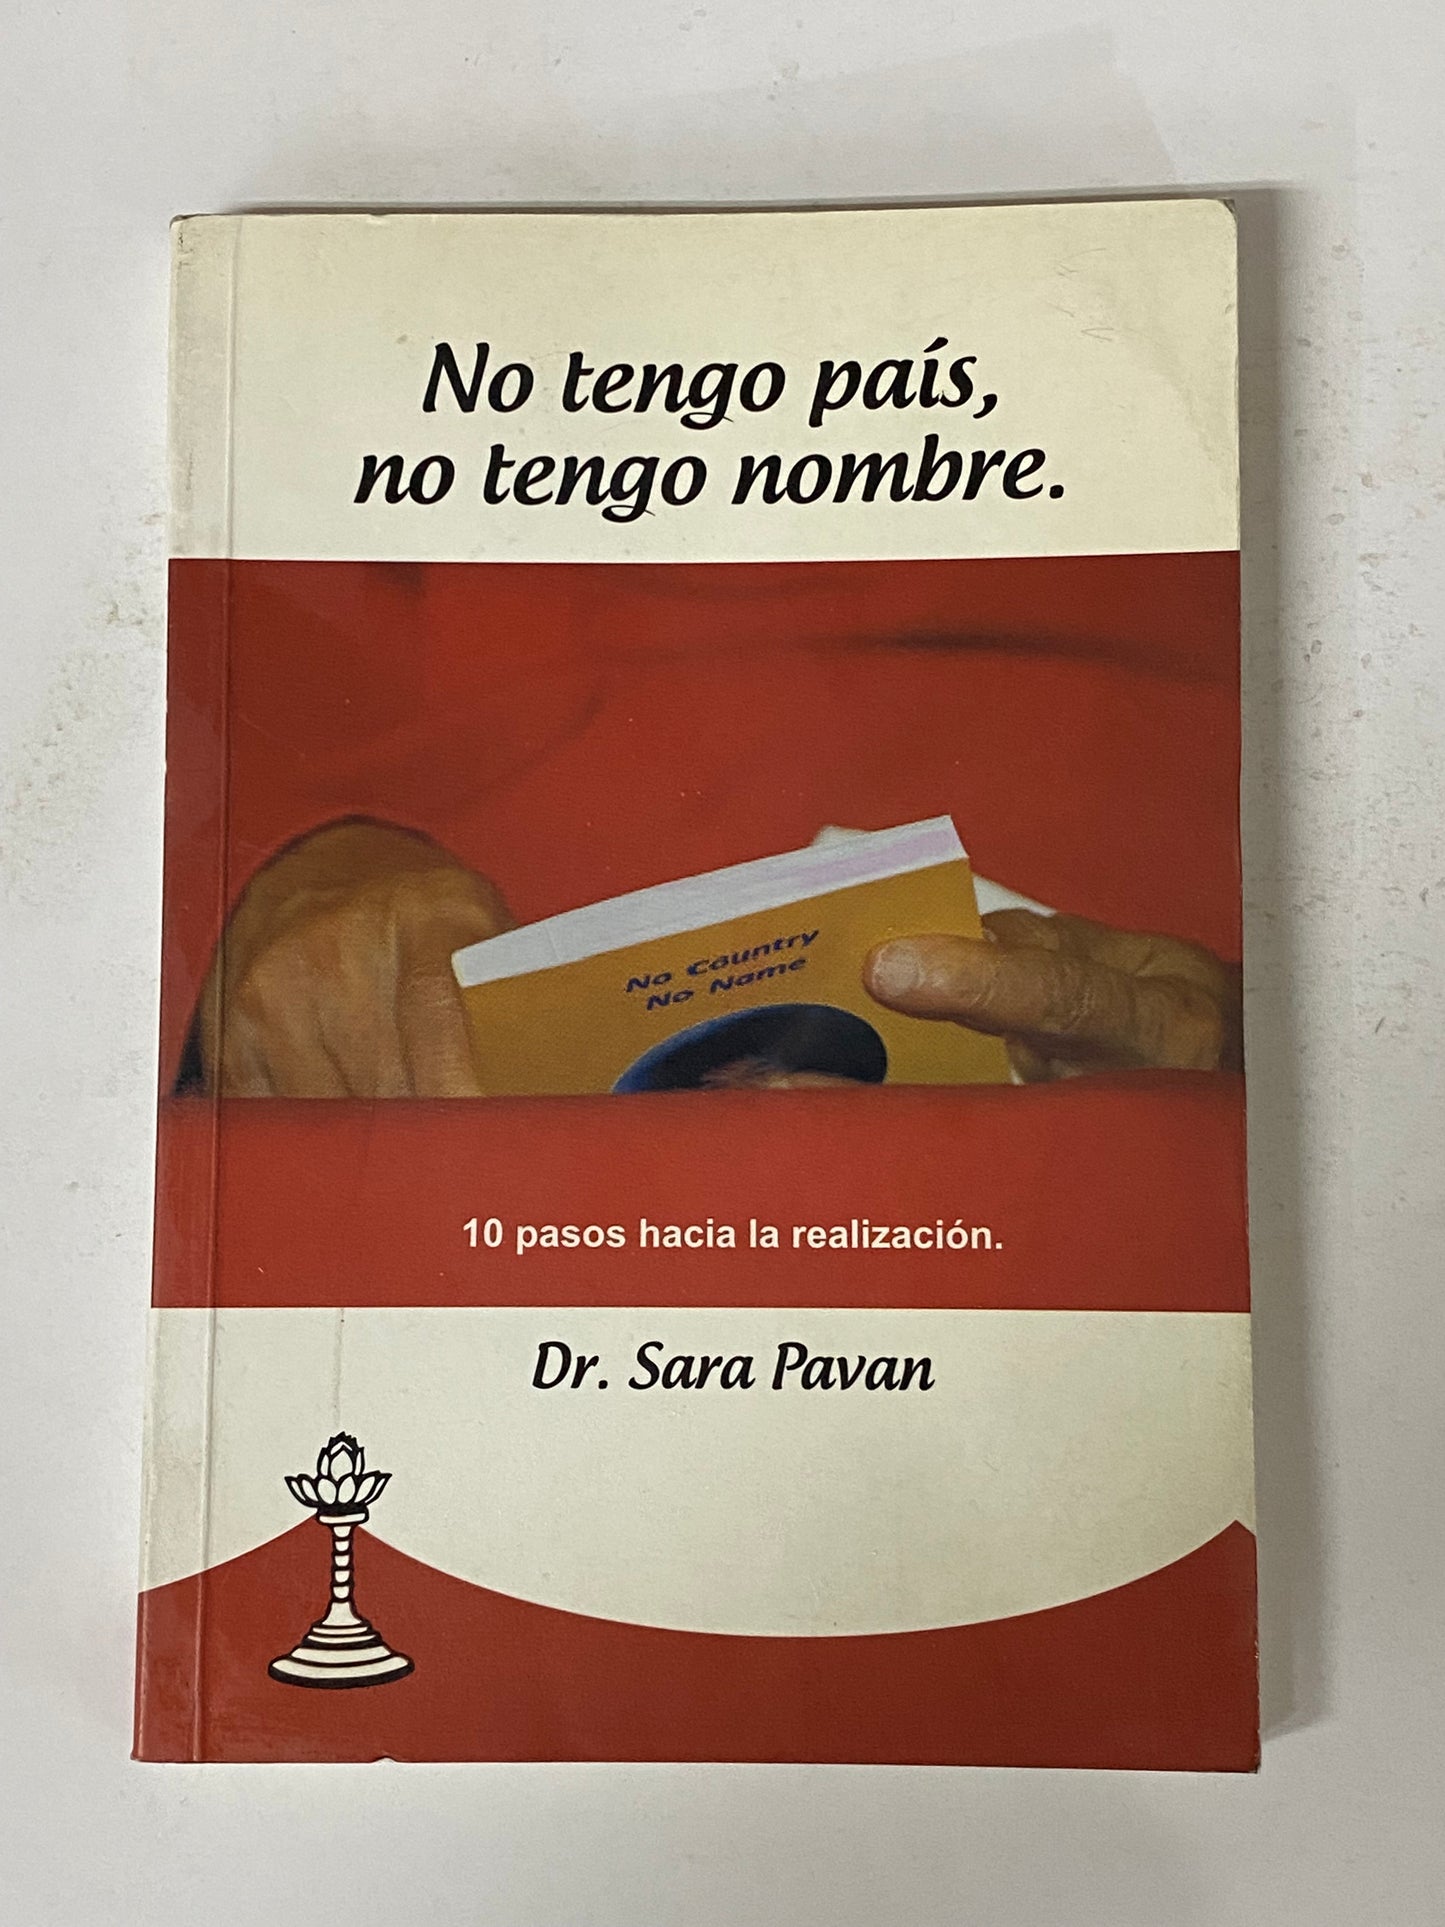 No tengo país,
no tengo nombre.
No Country
No Name
10 pasos hacia la realización.
Dr. Sara Pavan